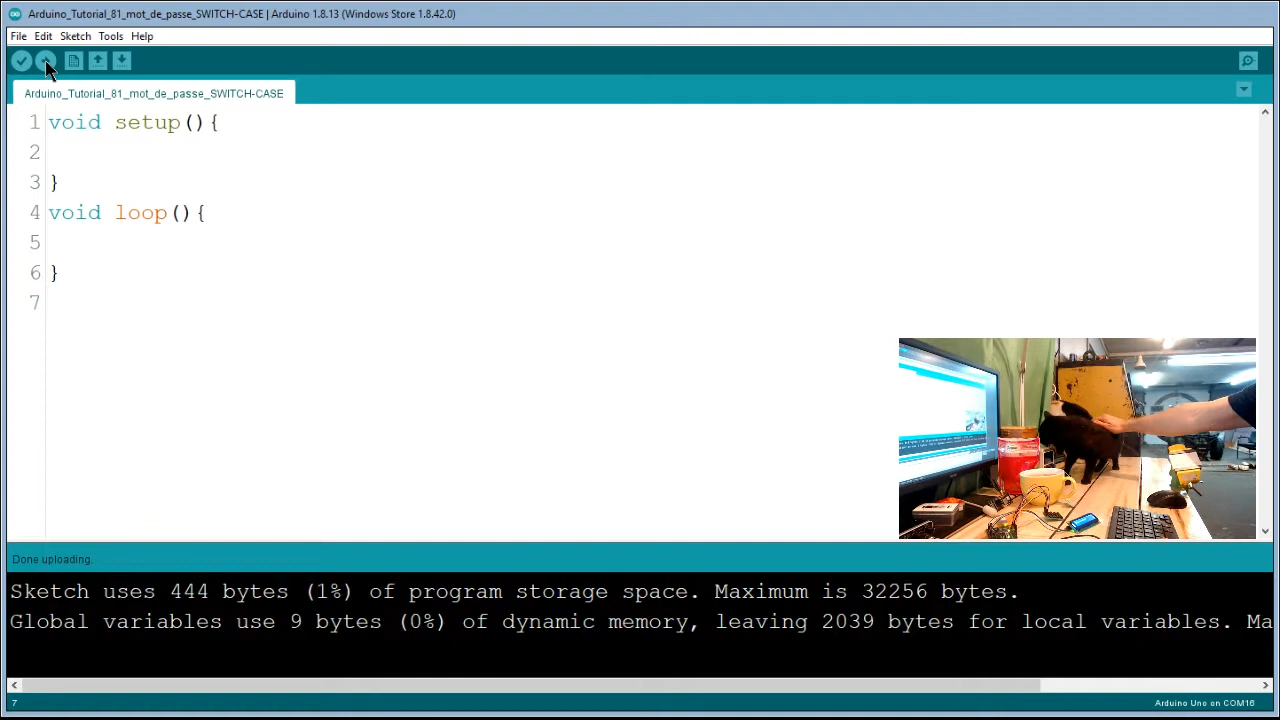 Arduino_Tutorial_81_mot_de_passe_SWITCH-CASE | Arduino 1.8.13 (Windows Store 1.8.42.0)
File Edit Sketch Tools Help
Arduino_Tutorial_81_mot_de_passe_SWITCH-CASE
1 void setup(){
2
3 }
4 void loop(){
5
6 }
7
Done uploading.
Sketch uses 444 bytes (1%) of program storage space. Maximum is 32256 bytes.
Global variables use 9 bytes (0%) of dynamic memory, leaving 2039 bytes for local variables. Ma
7
Arduino Uno on COM16